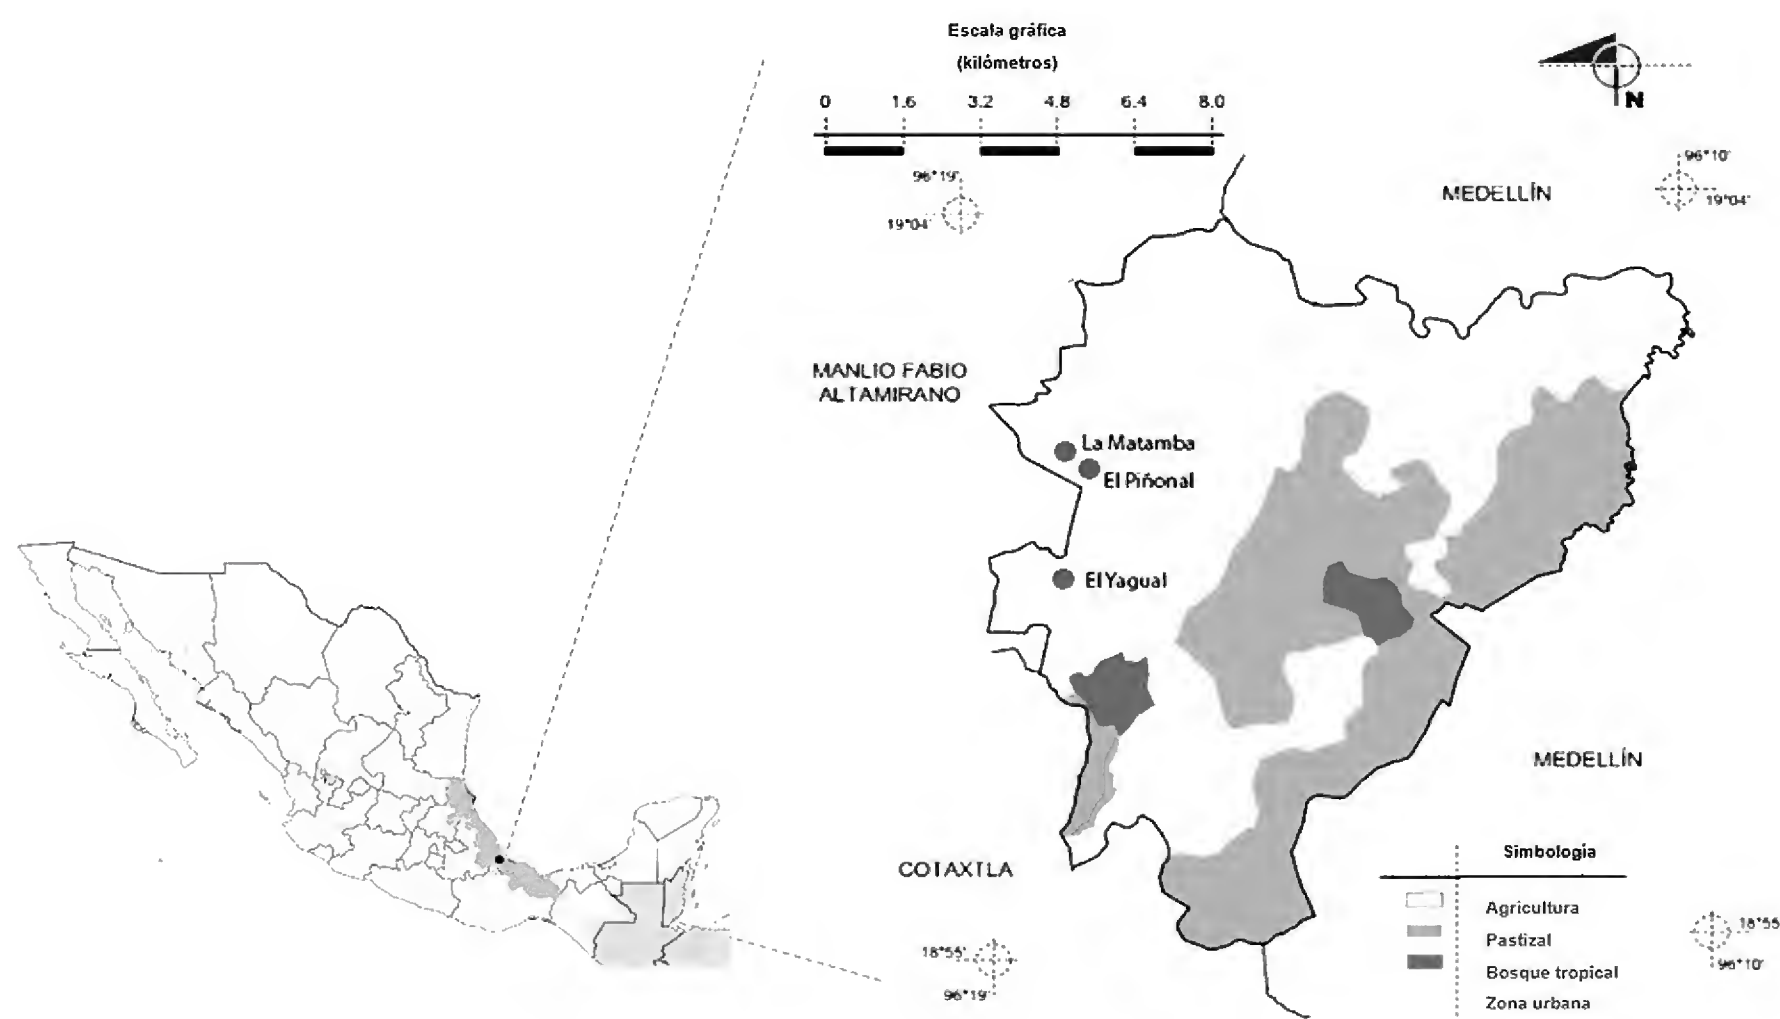 Escala gráfica
(kilómetros)
0 1.6 3.2 4.8 6.4 8.0
N
96°19'
19°04'
96°10'
19°04'
MEDELLÍN
MANLIO FABIO
ALTAMIRANO
La Matamba
El Piñonal
El Yagual
MEDELLÍN
COTAXTLA
Simbología
Agricultura
Pastizal
Bosque tropical
Zona urbana
18°55'
96°19'
18°55
96°10'